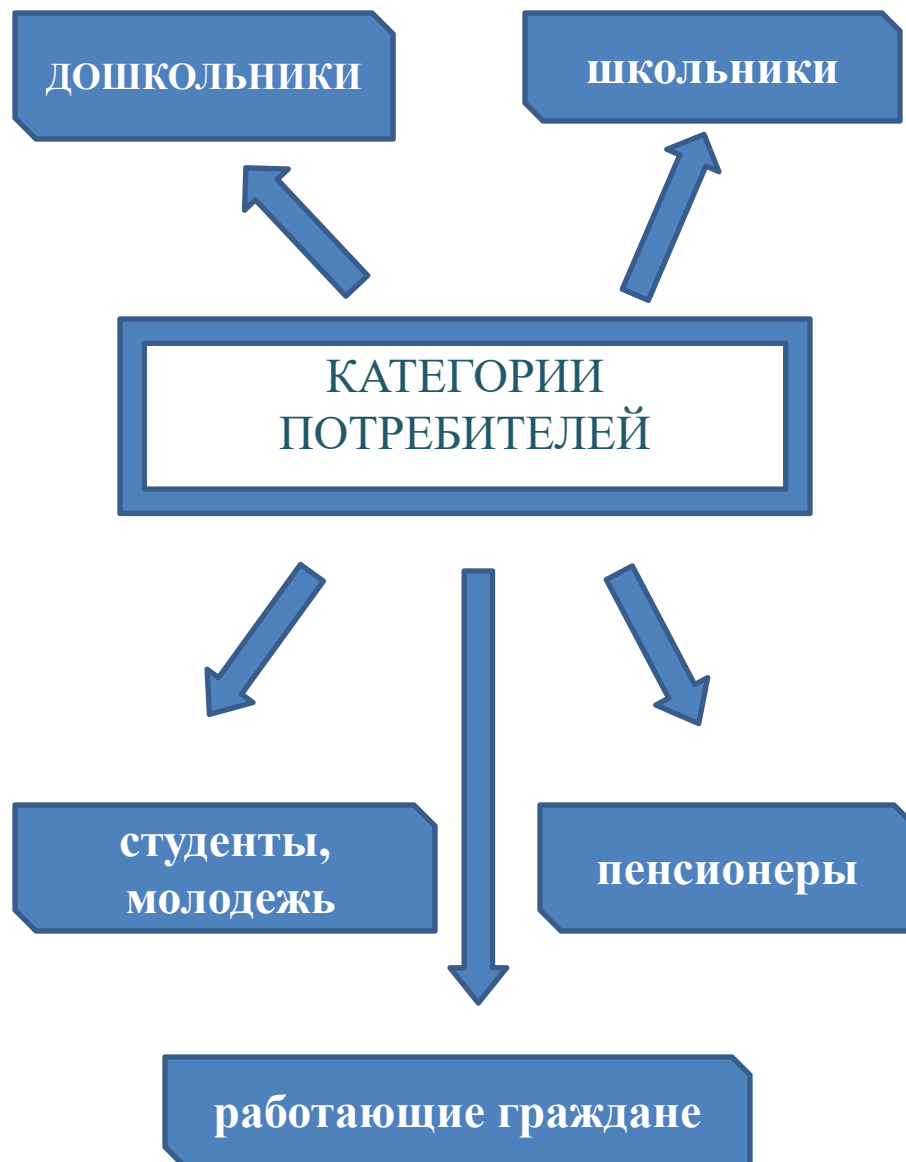 ДОШКОЛЬНИКИ
школьники
КАТЕГОРИИ
ПОТРЕБИТЕЛЕЙ
студенты,
молодежь
пенсионеры
работающие граждане